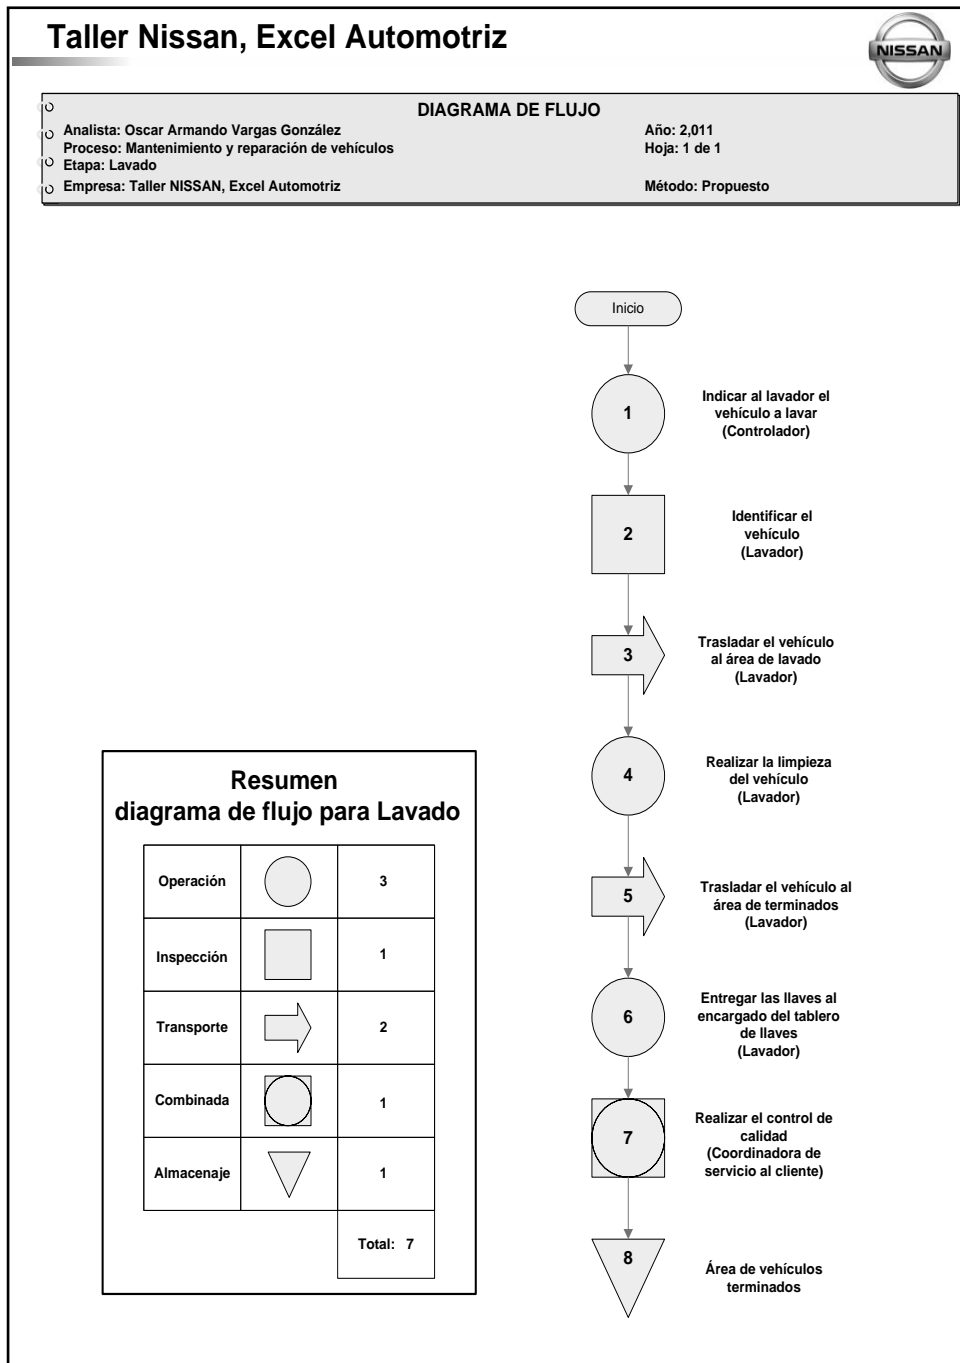 Taller Nissan, Excel Automotriz
NISSAN
DIAGRAMA DE FLUJO
Analista: Oscar Armando Vargas González
Año: 2,011
Proceso: Mantenimiento y reparación de vehículos
Hoja: 1 de 1
Etapa: Lavado
Empresa: Taller NISSAN, Excel Automotriz
Método: Propuesto
Inicio
1
Indicar al lavador el
vehículo a lavar
(Controlador)
2
Identificar el
vehículo
(Lavador)
3
Trasladar el vehículo
al área de lavado
(Lavador)
4
Realizar la limpieza
del vehículo
(Lavador)
5
Trasladar el vehículo al
área de terminados
(Lavador)
6
Entregar las llaves al
encargado del tablero
de llaves
(Lavador)
7
Realizar el control de
calidad
(Coordinadora de
servicio al cliente)
8
Área de vehículos
terminados
Resumen
diagrama de flujo para Lavado
Operación 3
Inspección 1
Transporte 2
Combinada 1
Almacenaje 1
Total: 7